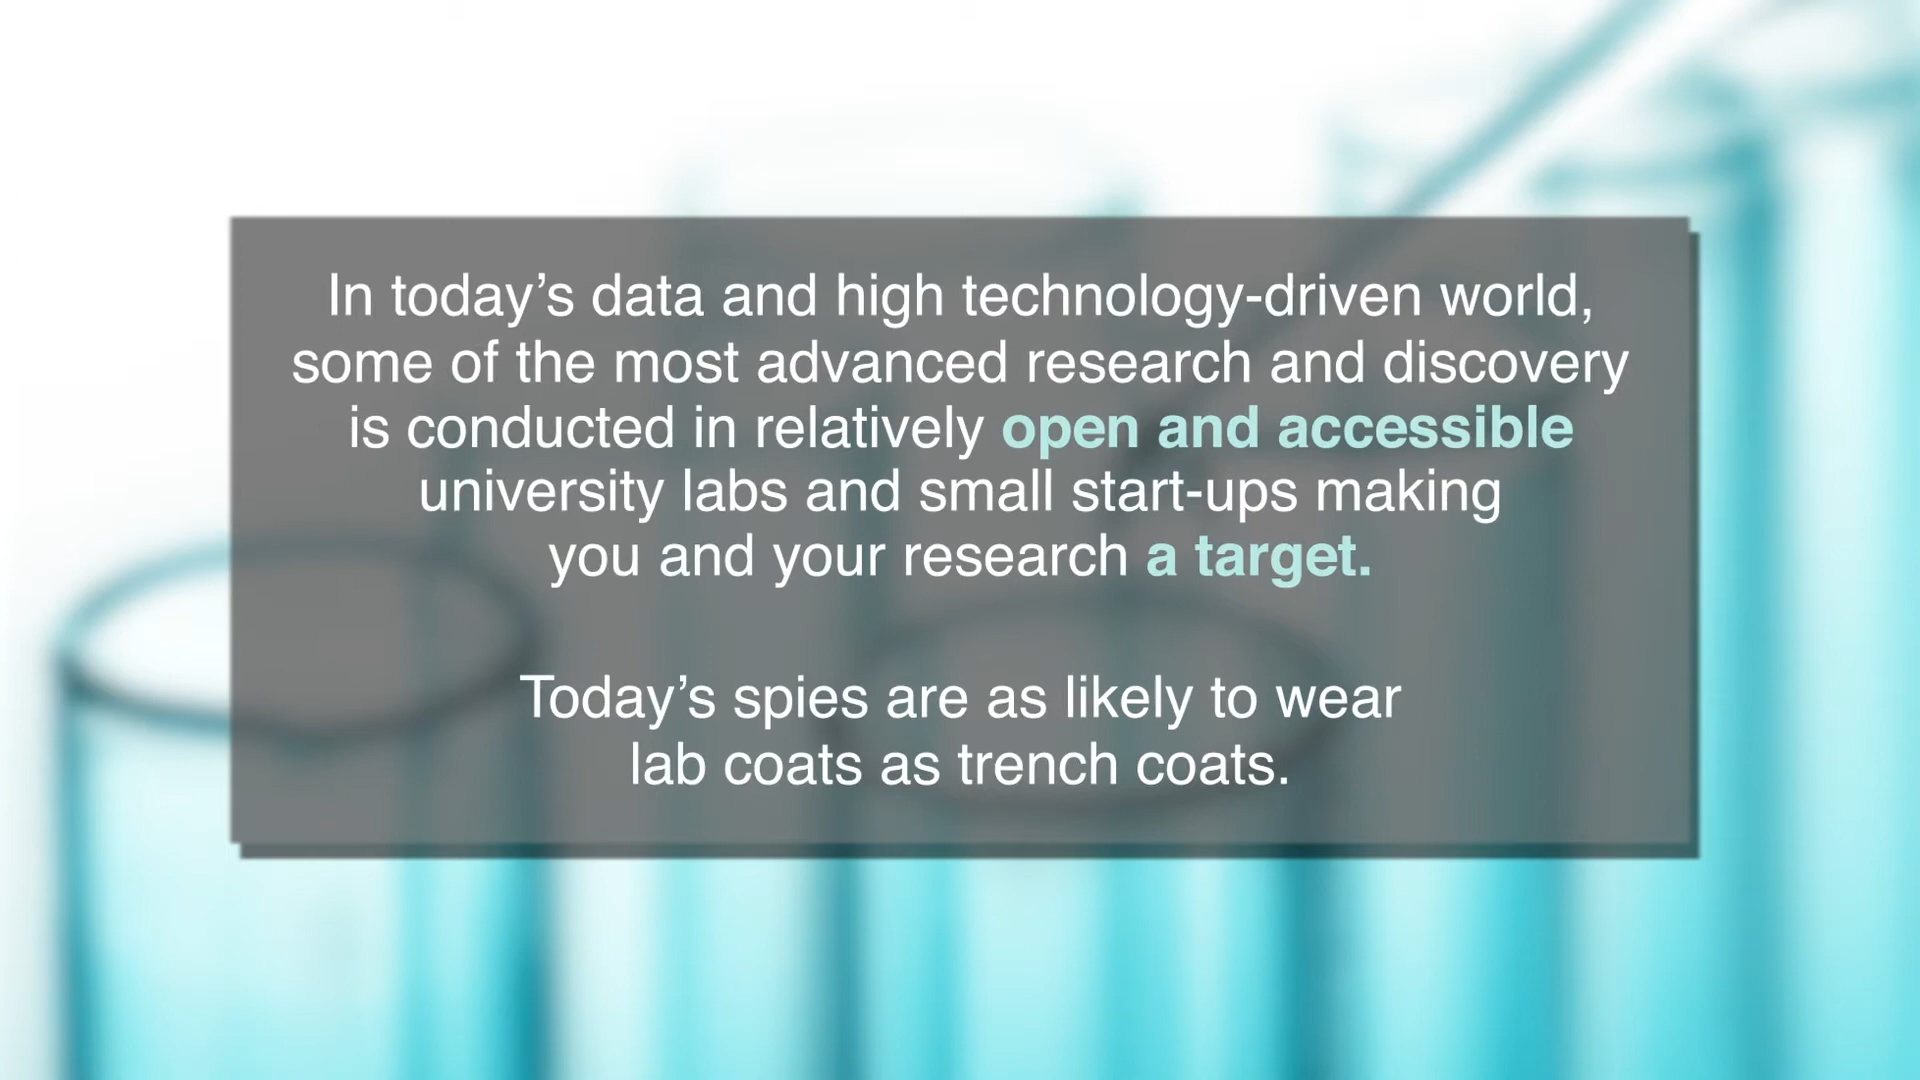 In today’s data and high technology-driven world,
some of the most advanced research and discovery
is conducted in relatively open and accessible
university labs and small start-ups making
you and your research a target.
Today’s spies are as likely to wear
lab coats as trench coats.